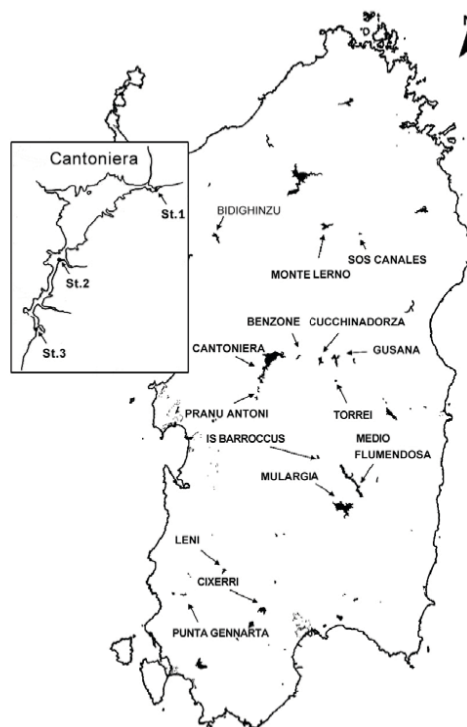 N
Cantoniera
St.1
St.2
St.3
BIDIGHINZU
MONTE LERNO
SOS CANALES
BENZONE
CUCCHINADORZA
CANTONIERA
GUSANA
PRANU ANTONI
TORREI
IS BARROCCUS
MEDIO
FLUMENDOSA
MULARGIA
LENI
CIXERRI
PUNTA GENNARTA